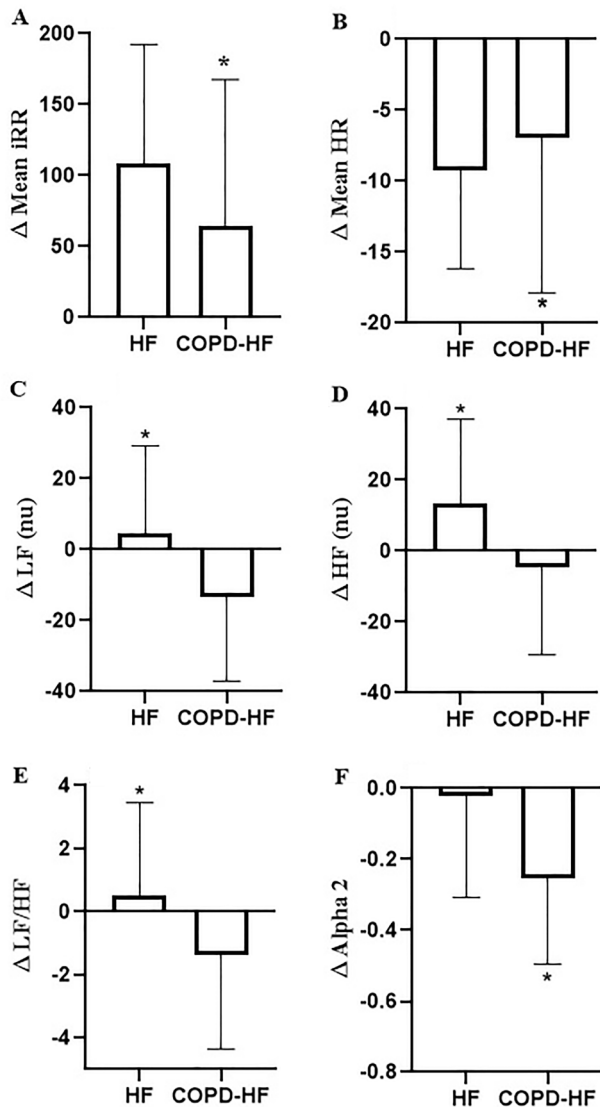 A
Δ Mean iRR
200
150
100
50
0
*
HF COPD-HF
B
Δ Mean HR
0
-5
-10
-15
-20
*
HF COPD-HF
C
Δ LF (nu)
40
20
0
-20
-40
*
HF COPD-HF
D
Δ HF (nu)
40
20
0
-20
-40
*
HF COPD-HF
E
Δ LF/HF
4
2
0
-2
-4
*
HF COPD-HF
F
Δ Alpha 2
0.0
-0.2
-0.4
-0.6
-0.8
*
HF COPD-HF